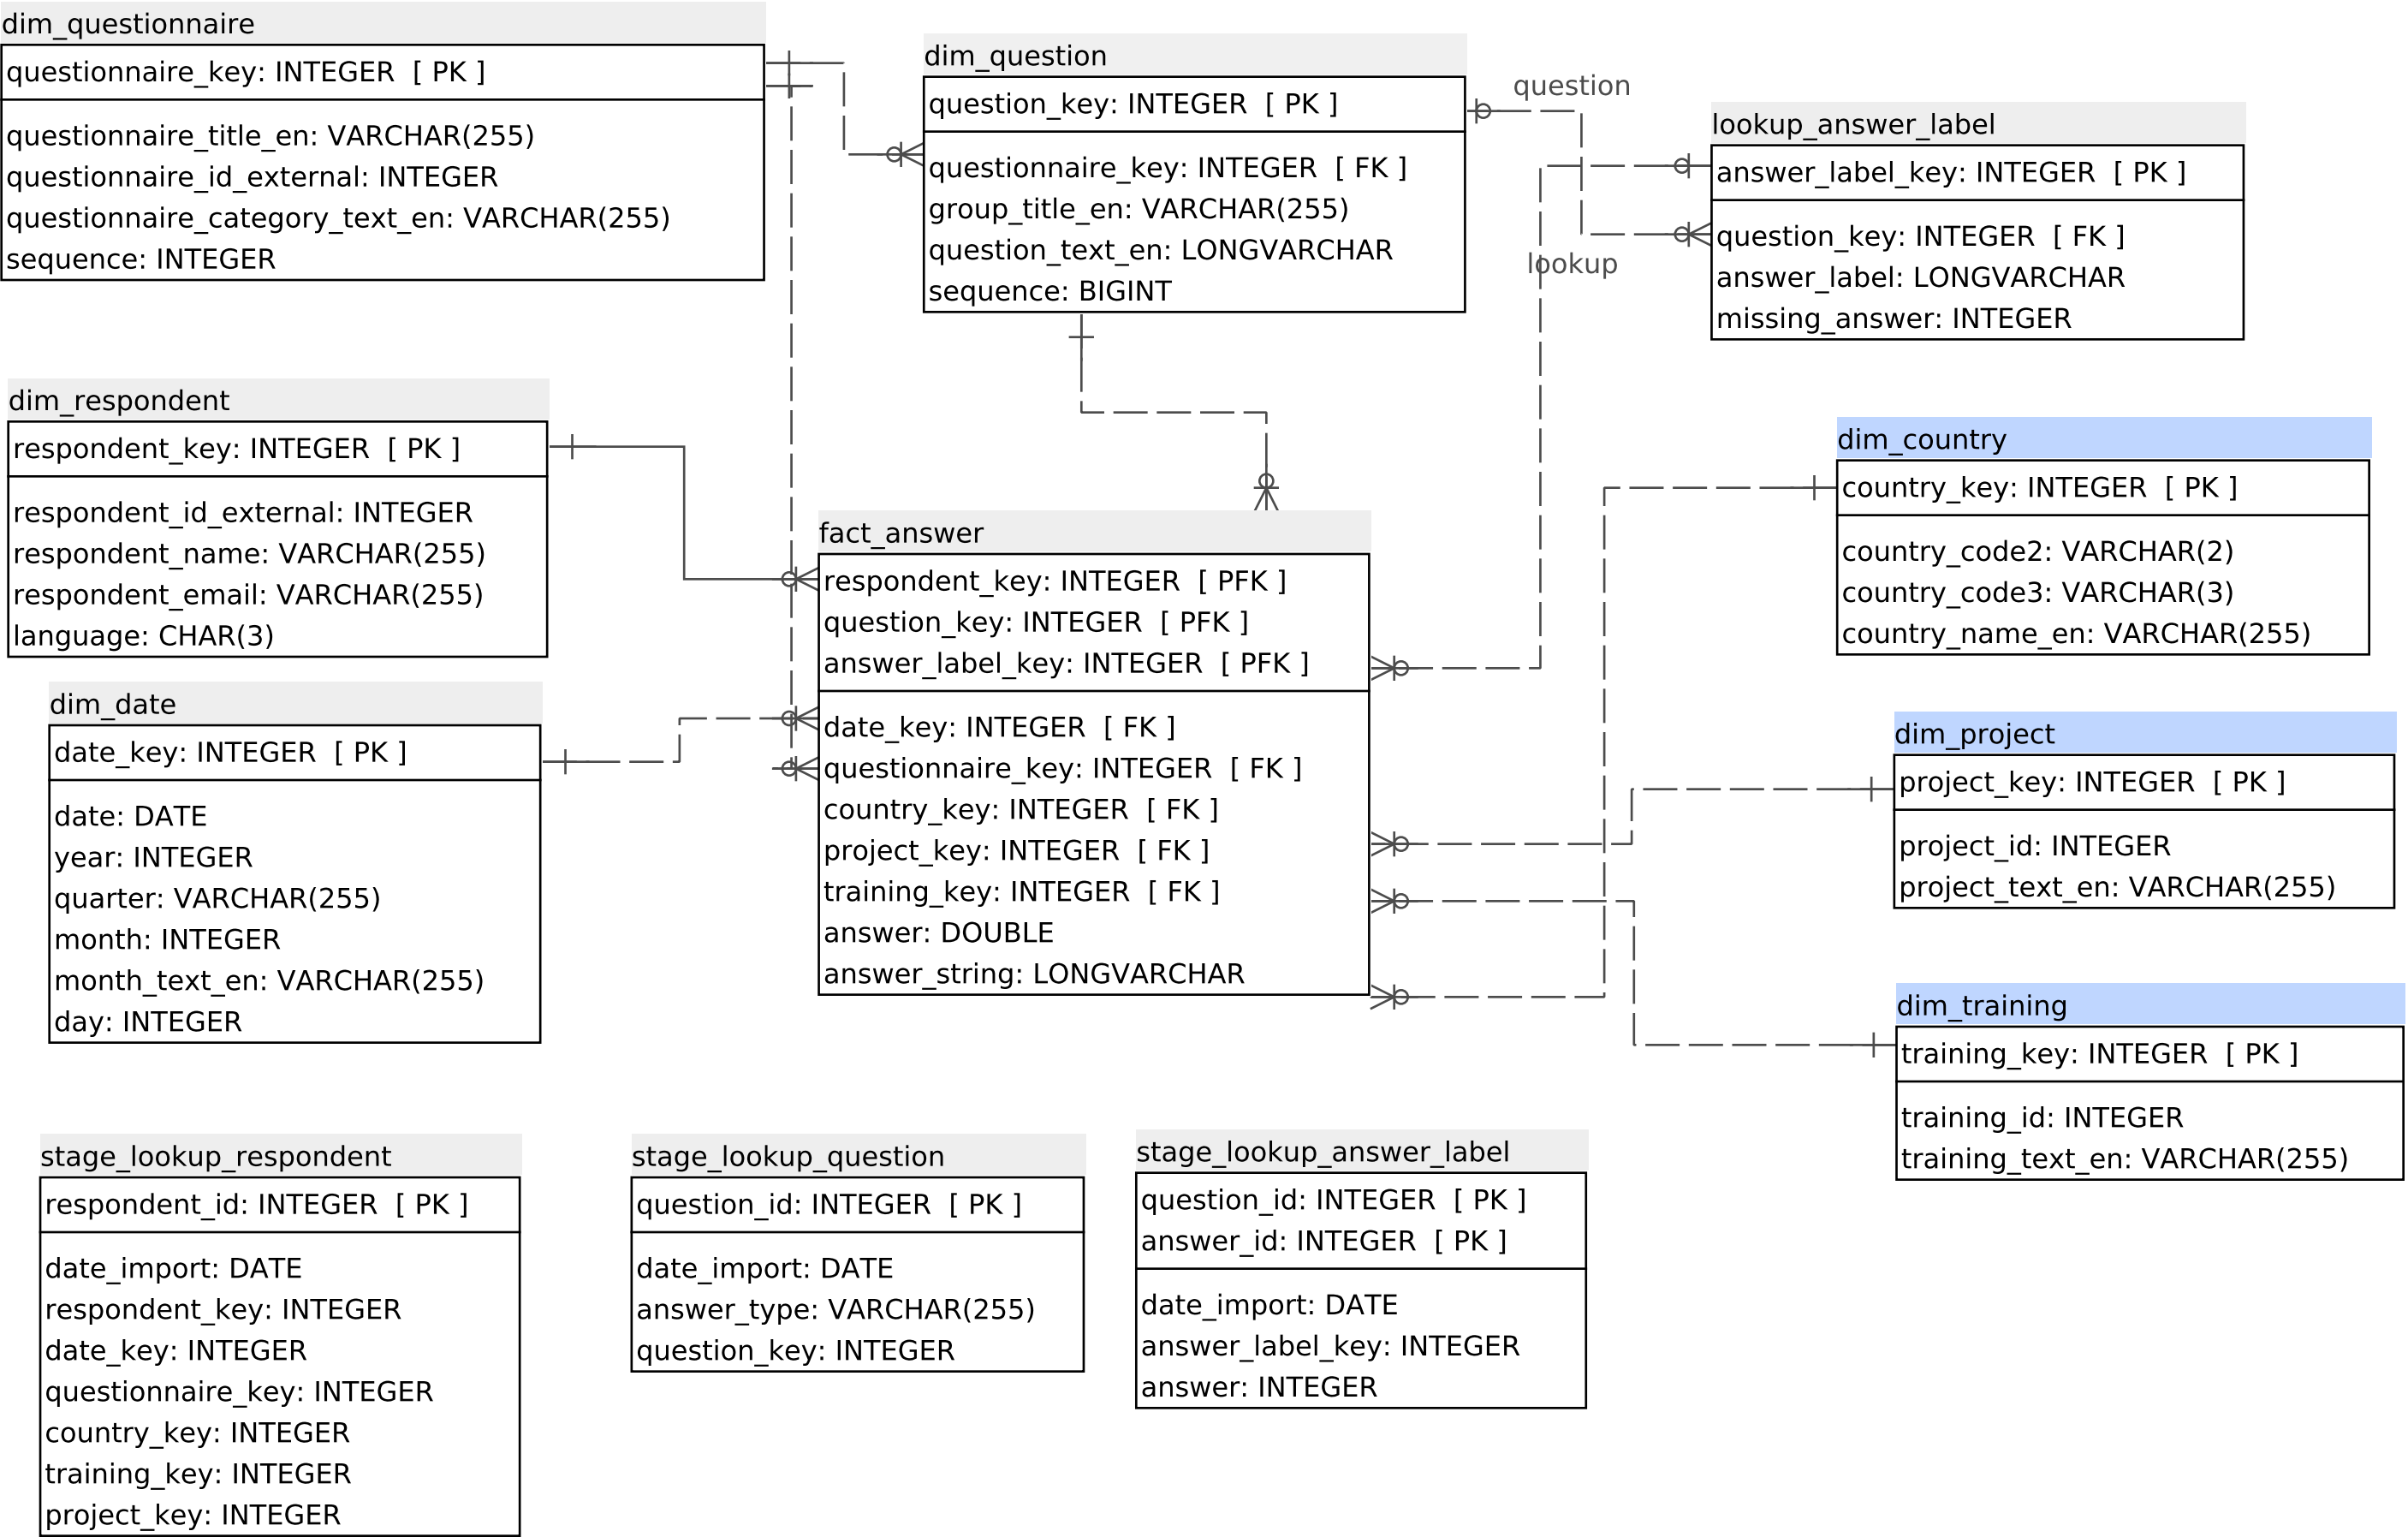 dim_questionnaire
questionnaire_key: INTEGER  [ PK ]
questionnaire_title_en: VARCHAR(255)
questionnaire_id_external: INTEGER
questionnaire_category_text_en: VARCHAR(255)
sequence: INTEGER
dim_question
question_key: INTEGER  [ PK ]
questionnaire_key: INTEGER  [ FK ]
group_title_en: VARCHAR(255)
question_text_en: LONGVARCHAR
sequence: BIGINT
question
lookup
lookup_answer_label
answer_label_key: INTEGER  [ PK ]
question_key: INTEGER  [ FK ]
answer_label: LONGVARCHAR
missing_answer: INTEGER
dim_respondent
respondent_key: INTEGER  [ PK ]
respondent_id_external: INTEGER
respondent_name: VARCHAR(255)
respondent_email: VARCHAR(255)
language: CHAR(3)
fact_answer
respondent_key: INTEGER  [ PFK ]
question_key: INTEGER  [ PFK ]
answer_label_key: INTEGER  [ PFK ]
date_key: INTEGER  [ FK ]
questionnaire_key: INTEGER  [ FK ]
country_key: INTEGER  [ FK ]
project_key: INTEGER  [ FK ]
training_key: INTEGER  [ FK ]
answer: DOUBLE
answer_string: LONGVARCHAR
dim_country
country_key: INTEGER  [ PK ]
country_code2: VARCHAR(2)
country_code3: VARCHAR(3)
country_name_en: VARCHAR(255)
dim_date
date_key: INTEGER  [ PK ]
date: DATE
year: INTEGER
quarter: VARCHAR(255)
month: INTEGER
month_text_en: VARCHAR(255)
day: INTEGER
dim_project
project_key: INTEGER  [ PK ]
project_id: INTEGER
project_text_en: VARCHAR(255)
dim_training
training_key: INTEGER  [ PK ]
training_id: INTEGER
training_text_en: VARCHAR(255)
stage_lookup_respondent
respondent_id: INTEGER  [ PK ]
date_import: DATE
respondent_key: INTEGER
date_key: INTEGER
questionnaire_key: INTEGER
country_key: INTEGER
training_key: INTEGER
project_key: INTEGER
stage_lookup_question
question_id: INTEGER  [ PK ]
date_import: DATE
answer_type: VARCHAR(255)
question_key: INTEGER
stage_lookup_answer_label
question_id: INTEGER  [ PK ]
answer_id: INTEGER  [ PK ]
date_import: DATE
answer_label_key: INTEGER
answer: INTEGER